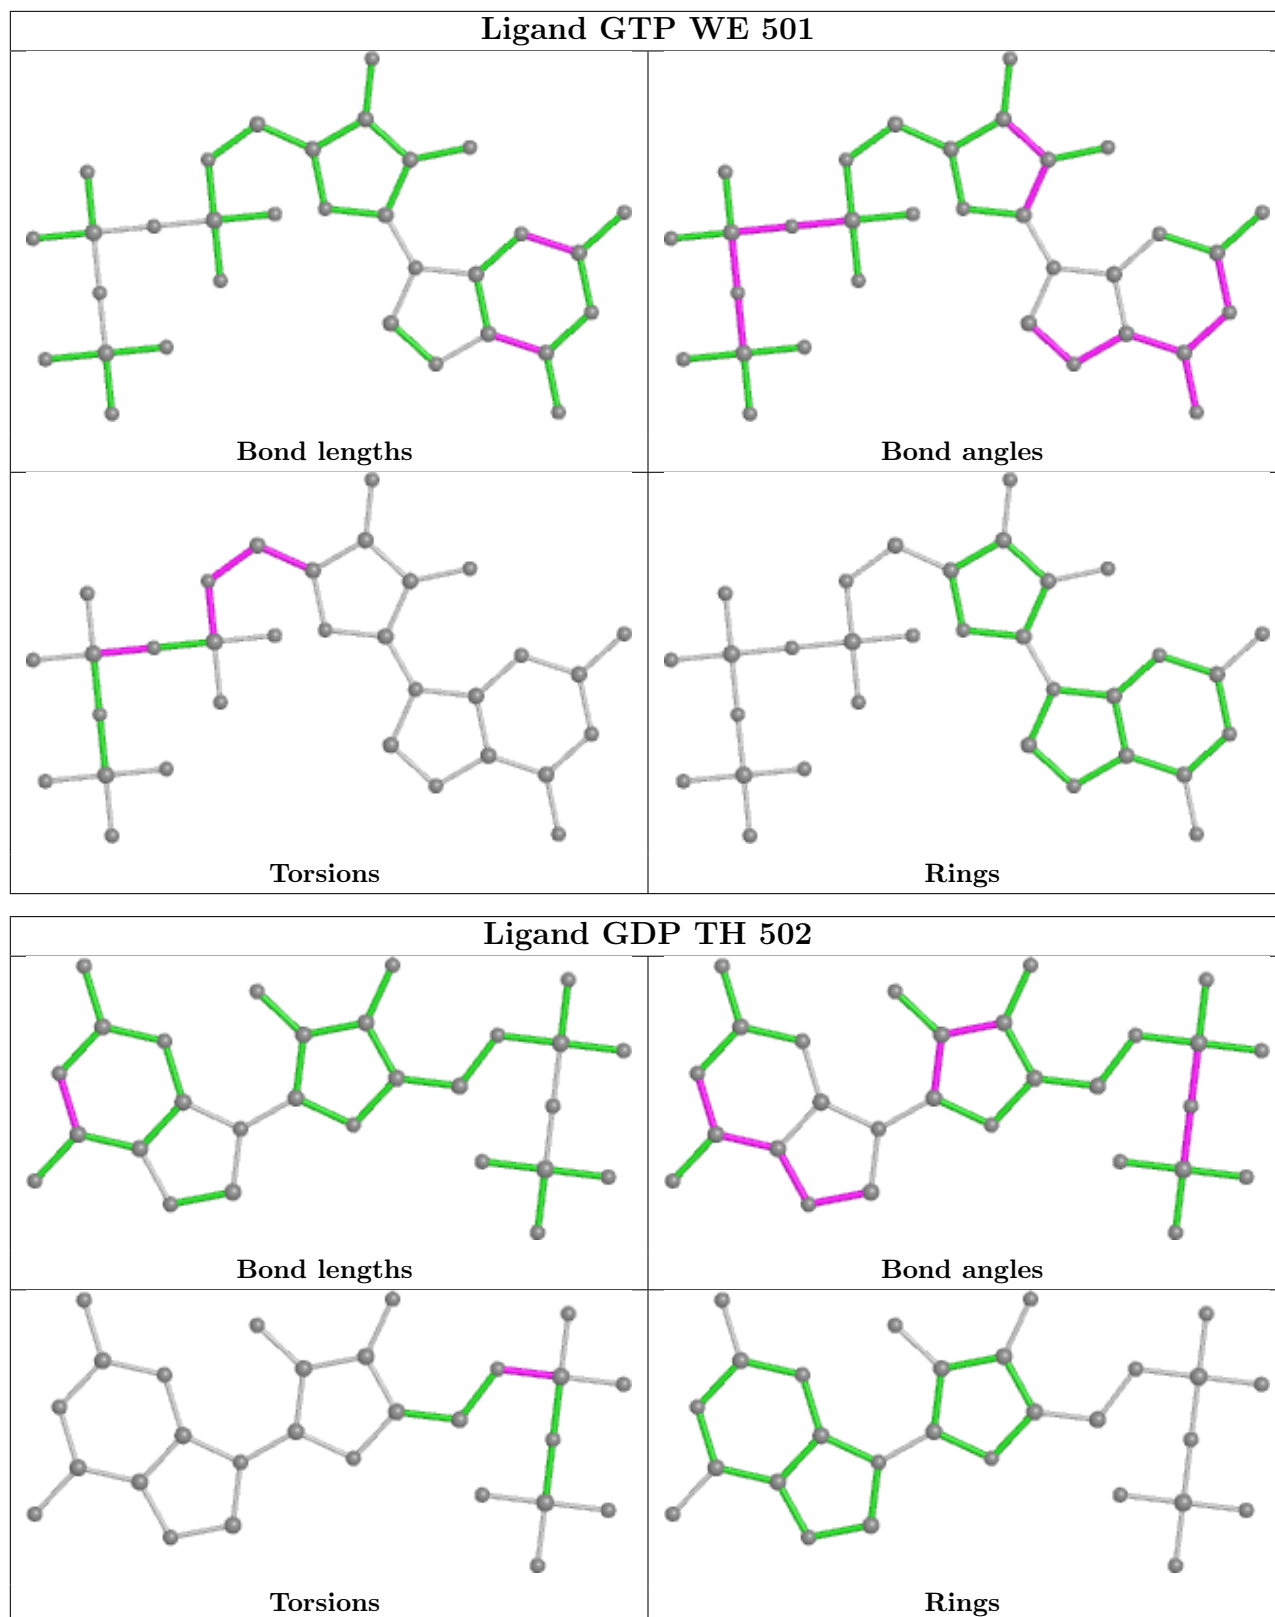 Ligand GTP WE 501
Bond lengths
Bond angles
Torsions
Rings
Ligand GDP TH 502
Bond lengths
Bond angles
Torsions
Rings